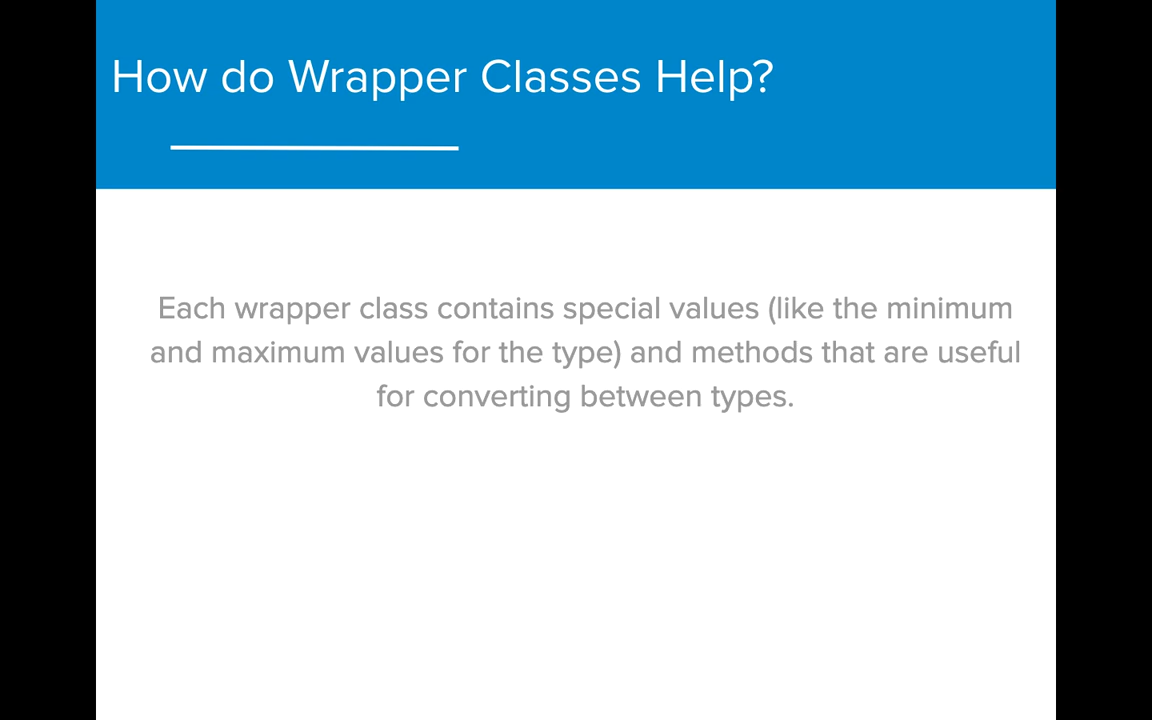 How do Wrapper Classes Help?
Each wrapper class contains special values (like the minimum
and maximum values for the type) and methods that are useful
for converting between types.